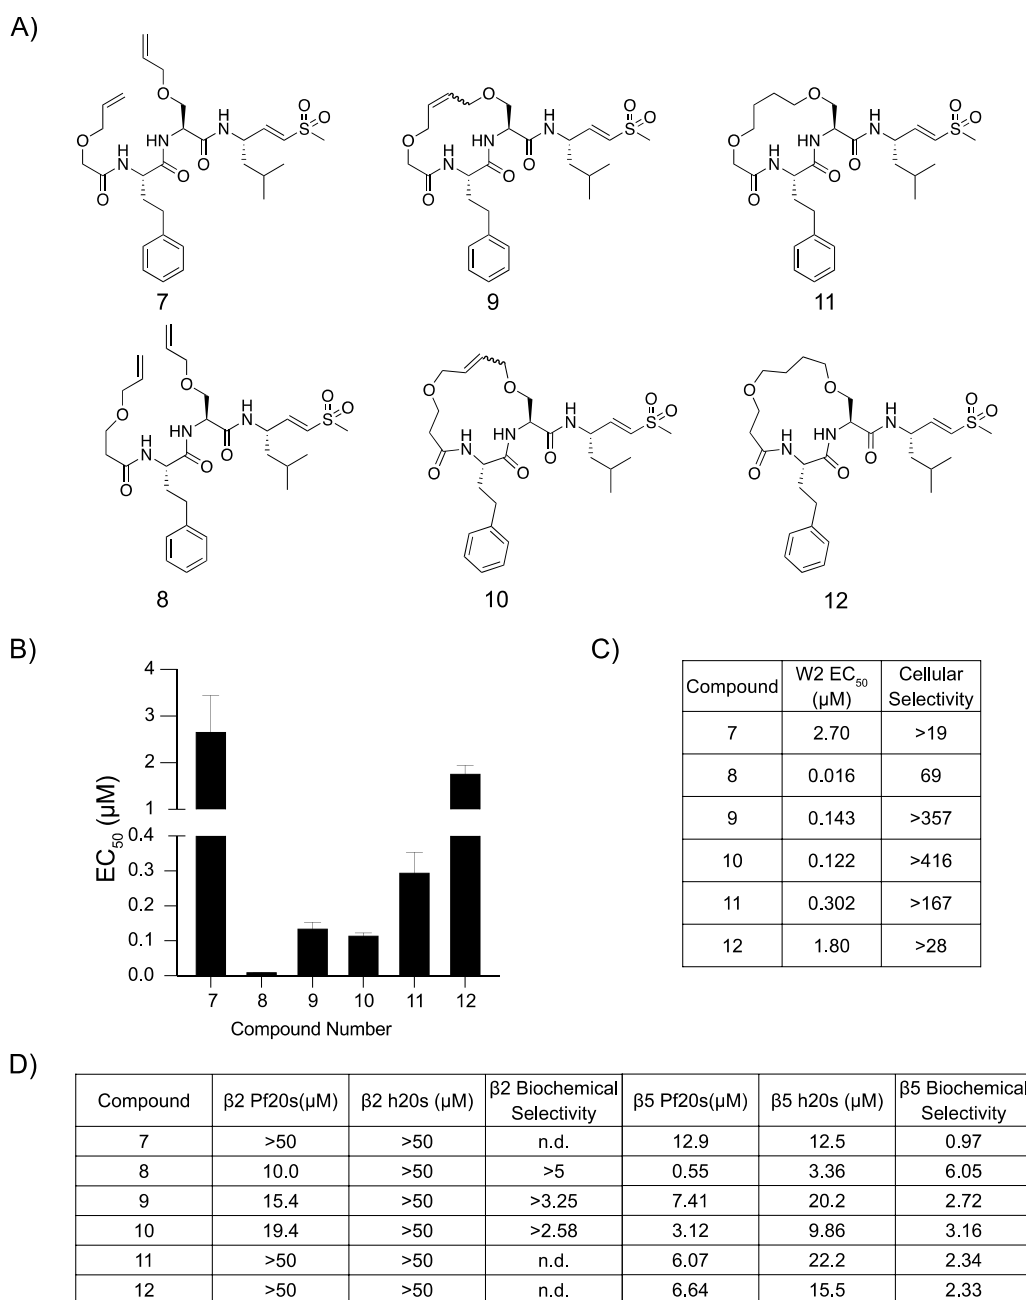 A)
7
9
11
8
10
12
B)
EC50 (μM)
4
3
2
1
0.4
0.3
0.2
0.1
0.0
7 8 9 10 11 12
Compound Number
C)
Compound W2 EC50 (μM) Cellular Selectivity
7 2.70 >19
8 0.016 69
9 0.143 >357
10 0.122 >416
11 0.302 >167
12 1.80 >28
D)
Compound β2 Pf20s(μM) β2 h20s (μM) β2 Biochemical Selectivity β5 Pf20s(μM) β5 h20s (μM) β5 Biochemical Selectivity
7 >50 >50 n.d. 12.9 12.5 0.97
8 10.0 >50 >5 0.55 3.36 6.05
9 15.4 >50 >3.25 7.41 20.2 2.72
10 19.4 >50 >2.58 3.12 9.86 3.16
11 >50 >50 n.d. 6.07 22.2 2.34
12 >50 >50 n.d. 6.64 15.5 2.33